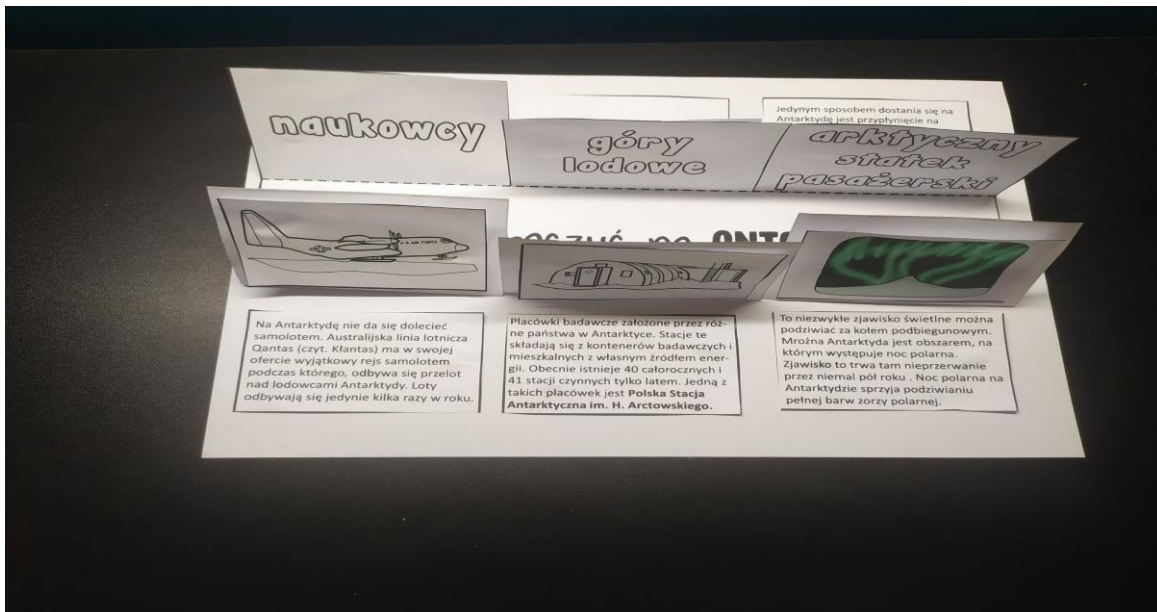 naukowcy
Jedynym sposobem dostania się na
Antarktydę jest przypłynięcie na
góry
lodowe
arktyczny
statek
pasażerski
na
U.S. AIR FORCE
Na Antarktydę nie da się dolecieć
samolotem. Australijska linia lotnicza
Qantas (czyt. Kłantas) ma w swojej
ofercie wyjątkowy rejs samolotem
podczas którego, odbywa się przelot
nad lodowcami Antarktydy. Loty
odbywają się jedynie kilka razy w roku.
Placówki badawcze założone przez róż-
ne państwa w Antarktyce. Stacje te
składają się z kontenerów badawczych i
mieszkalnych z własnym źródłem ener-
gii. Obecnie istnieje 40 całorocznych i
41 stacji czynnych tylko latem. Jedną z
takich placówek jest Polska Stacja
Antarktyczna im. H. Arctowskiego.
To niezwykłe zjawisko świetlne można
podziwiać za kołem podbiegunowym.
Mroźna Antarktyda jest obszarem, na
którym występuje noc polarna.
Zjawisko to trwa tam nieprzerwanie
przez niemal pół roku . Noc polarna na
Antarktydzie sprzyja podziwianiu
pełnej barw zorzy polarnej.